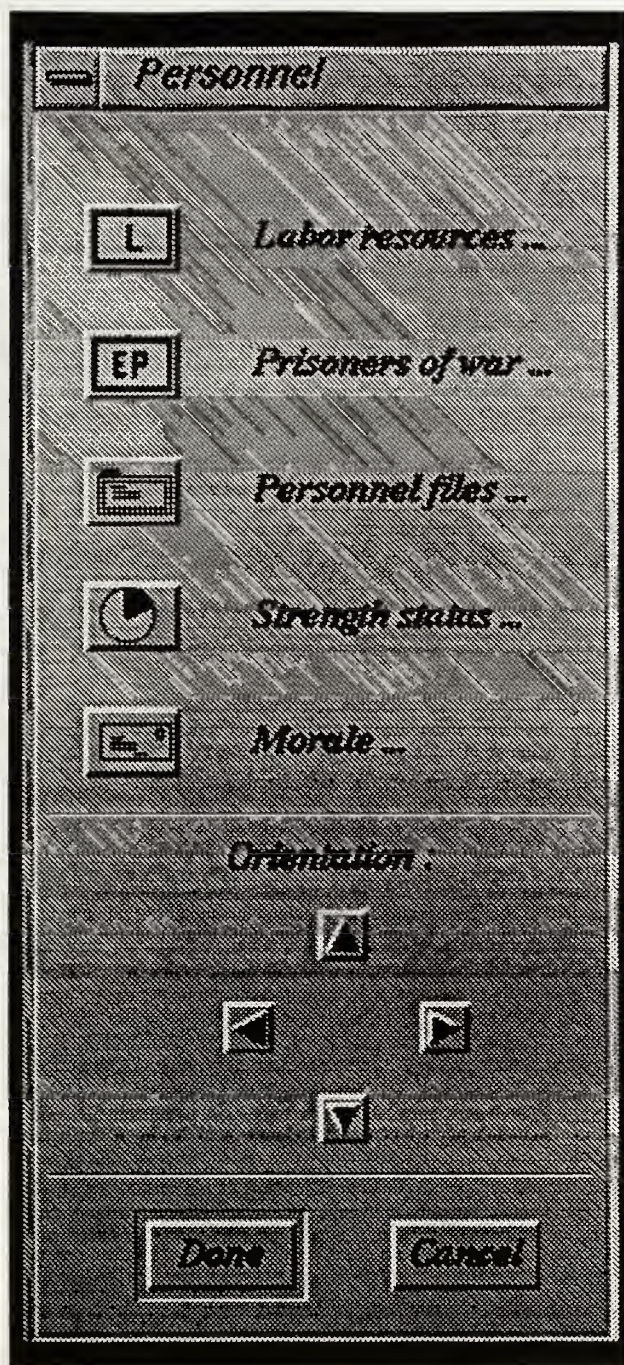 Personnel
L Labor resources ...
EP Prisoners of war ...
Personnel files ...
Strength status ...
Morale ...
Orientation :
Done Cancel